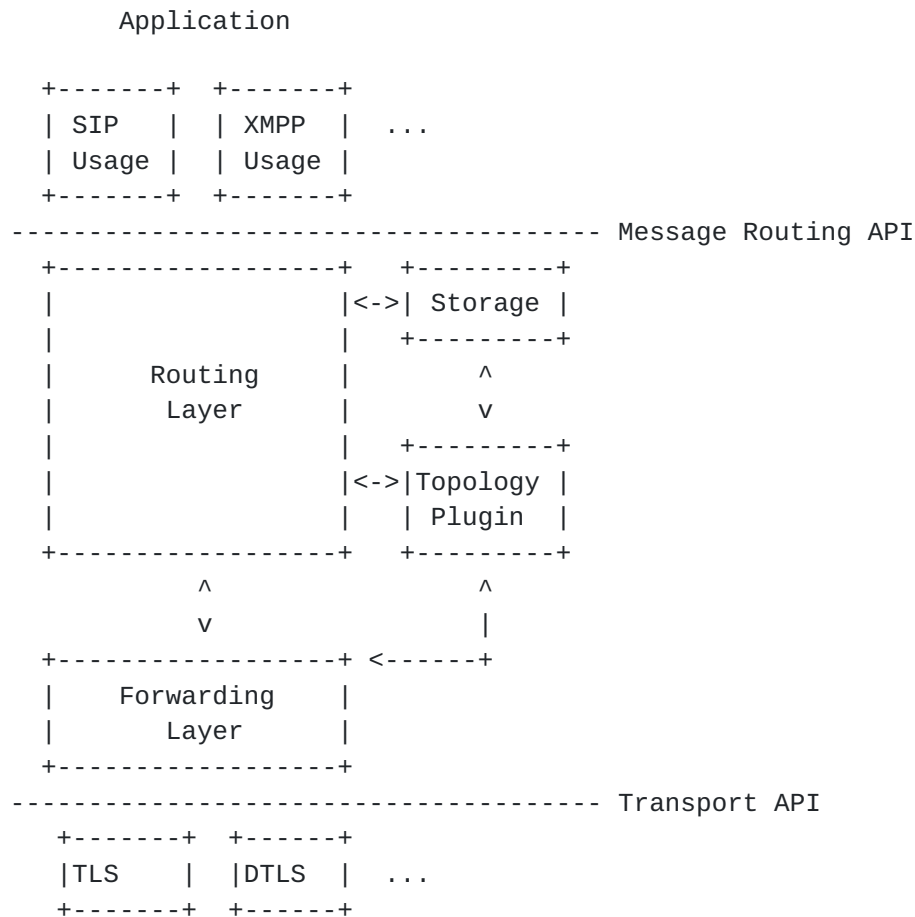 Application
SIP XMPP ...
Usage Usage
Message Routing API
Storage
Routing
Layer
Topology
Plugin
Forwarding
Layer
Transport API
TLS DTLS ...